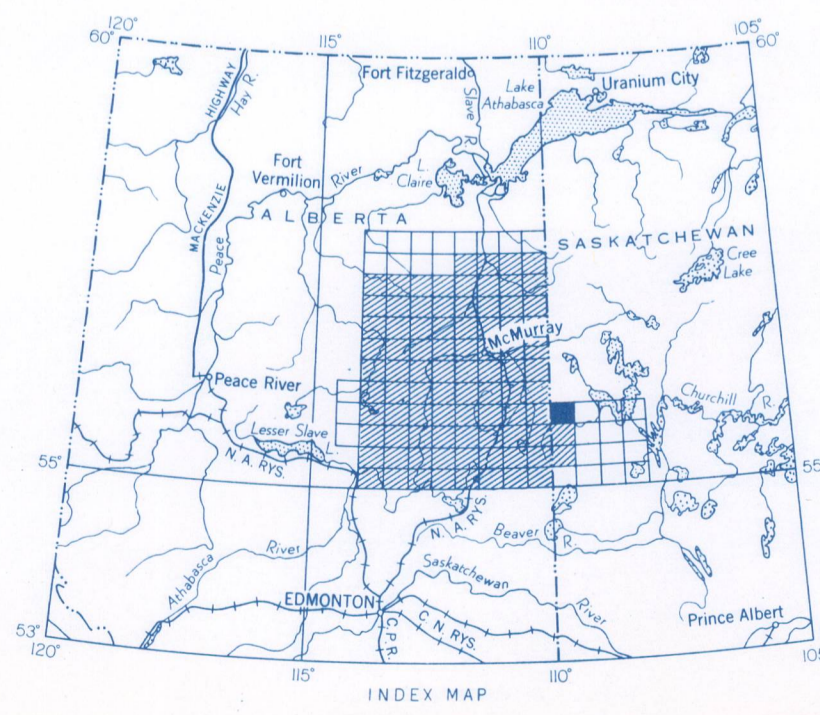 120°
60°
115°
110°
105°
60°
Fort Fitzgerald
Lake
Athabasca
Uranium City
HIGHWAY
Hay R.
Slave R.
Fort
Vermilion
River
L.
Claire
ALBERTA
MACKENZIE
Peace
SASKATCHEWAN
Cree
Lake
McMurray
Peace River
Churchill R.
Lesser Slave
L.
N. A. RYS.
55°
55
N. A. RYS.
Beaver
R.
River
Athabasca
Saskatchewan
River
EDMONTON
C. N. RYS.
C. P. R.
Prince Albert
53°
120°
115°
110°
105
INDEX MAP